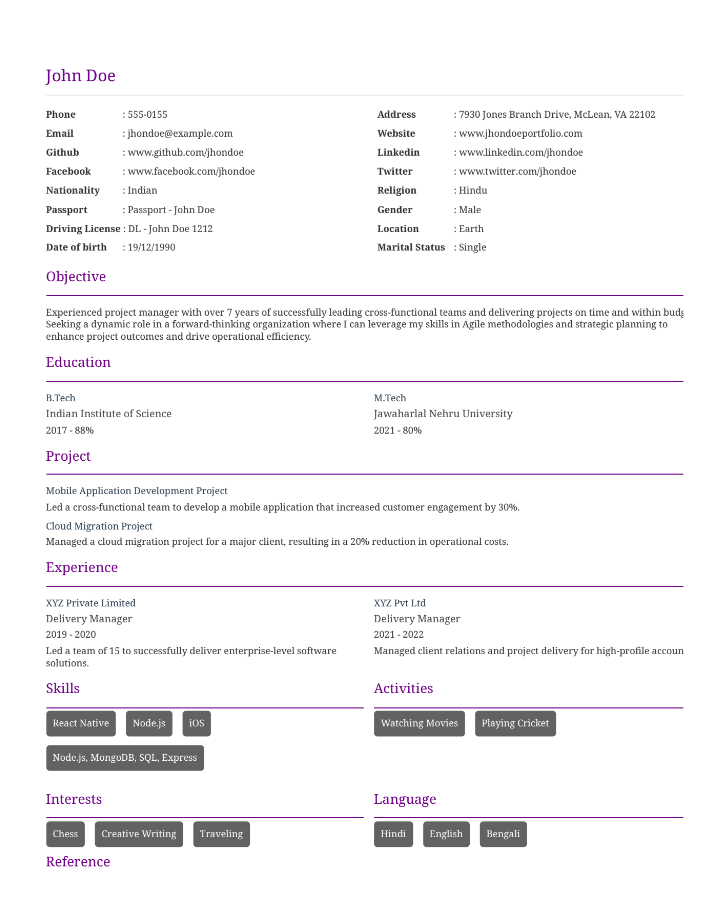 John Doe
Phone : 555-0155
Address : 7930 Jones Branch Drive, McLean, VA 22102
Email : jhondoe@example.com
Website : www.jhondoeportfolio.com
Github : www.github.com/jhondoe
Linkedin : www.linkedin.com/jhondoe
Facebook : www.facebook.com/jhondoe
Twitter : www.twitter.com/jhondoe
Nationality : Indian
Religion : Hindu
Passport : Passport - John Doe
Gender : Male
Driving License : DL - John Doe 1212
Location : Earth
Date of birth : 19/12/1990
Marital Status : Single
Objective
Experienced project manager with over 7 years of successfully leading cross-functional teams and delivering projects on time and within
Seeking a dynamic role in a forward-thinking organization where I can leverage my skills in Agile methodologies and strategic planning to
enhance project outcomes and drive operational efficiency.
Education
B.Tech
Indian Institute of Science
2017 - 88%
M.Tech
Jawaharlal Nehru University
2021 - 80%
Project
Mobile Application Development Project
Led a cross-functional team to develop a mobile application that increased customer engagement by 30%.
Cloud Migration Project
Managed a cloud migration project for a major client, resulting in a 20% reduction in operational costs.
Experience
XYZ Private Limited
Delivery Manager
2019 - 2020
Led a team of 15 to successfully deliver enterprise-level software
solutions.
XYZ Pvt Ltd
Delivery Manager
2021 - 2022
Managed client relations and project delivery for high-profile accoun
Skills
React Native
Node.js
iOS
Node.js, MongoDB, SQL, Express
Activities
Watching Movies
Playing Cricket
Interests
Chess
Creative Writing
Traveling
Language
Hindi
English
Bengali
Reference